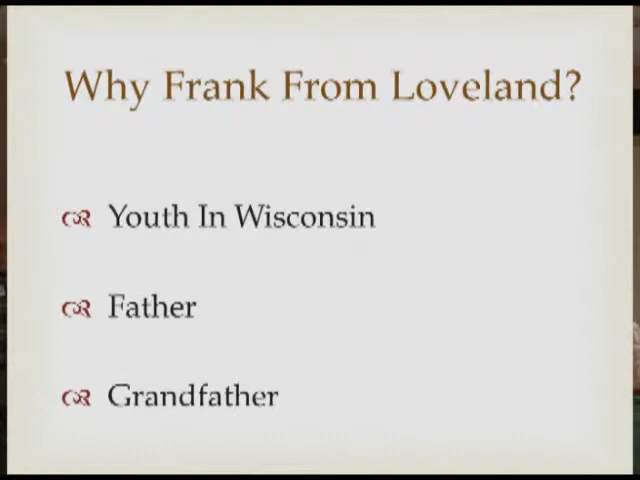 Why Frank From Loveland?
Youth In Wisconsin
Father
Grandfather